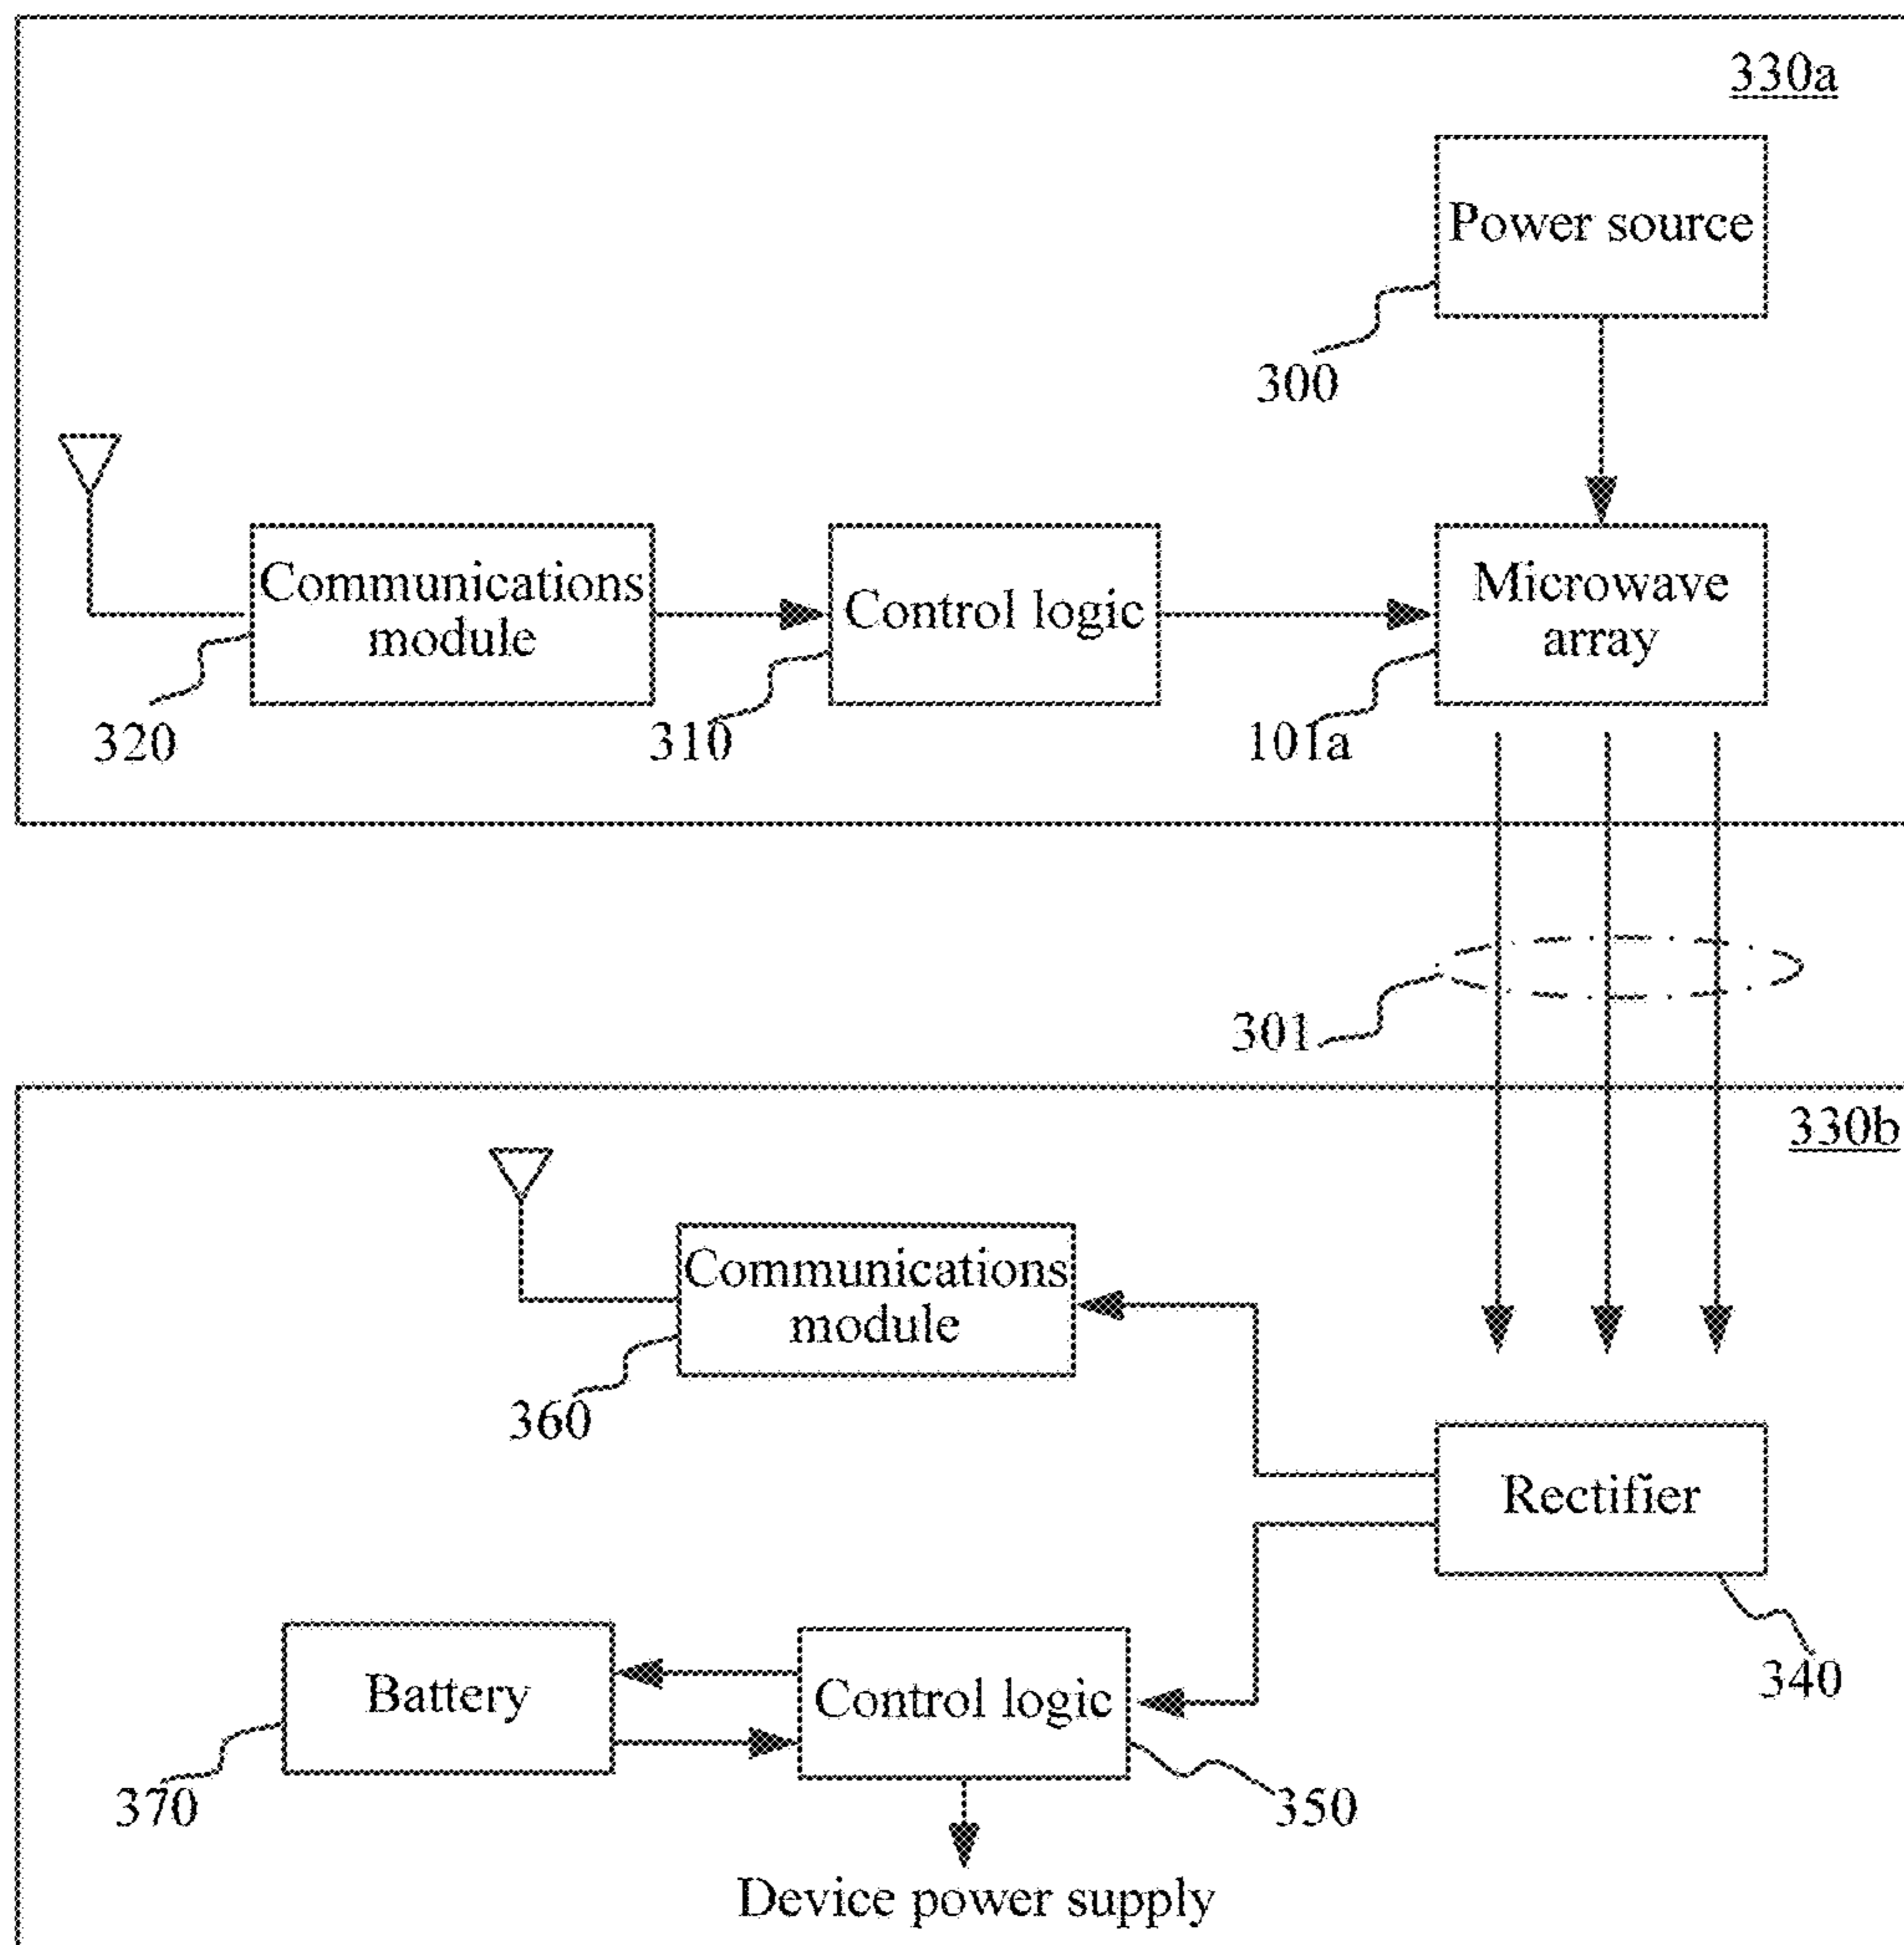 330a
Power source
300
Communications
module
Control logic
Microwave
array
320
310
101a
301
330b
Communications
module
360
Rectifier
340
Battery
Control logic
370
350
Device power supply